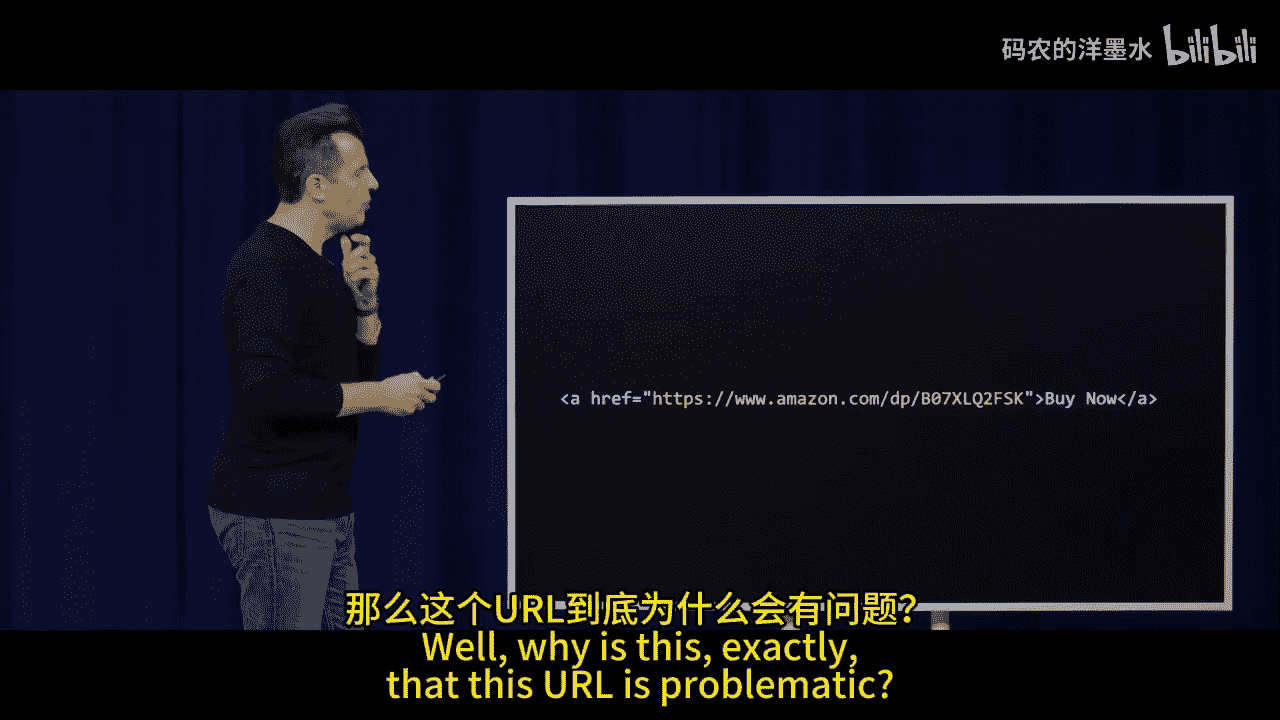 码农的洋墨水 bilibili
<a href="https://www.amazon.com/dp/B07XLQ2FSK">Buy Now</a>
那么这个URL到底为什么会有问题？
Well, why is this, exactly,
that this URL is problematic?